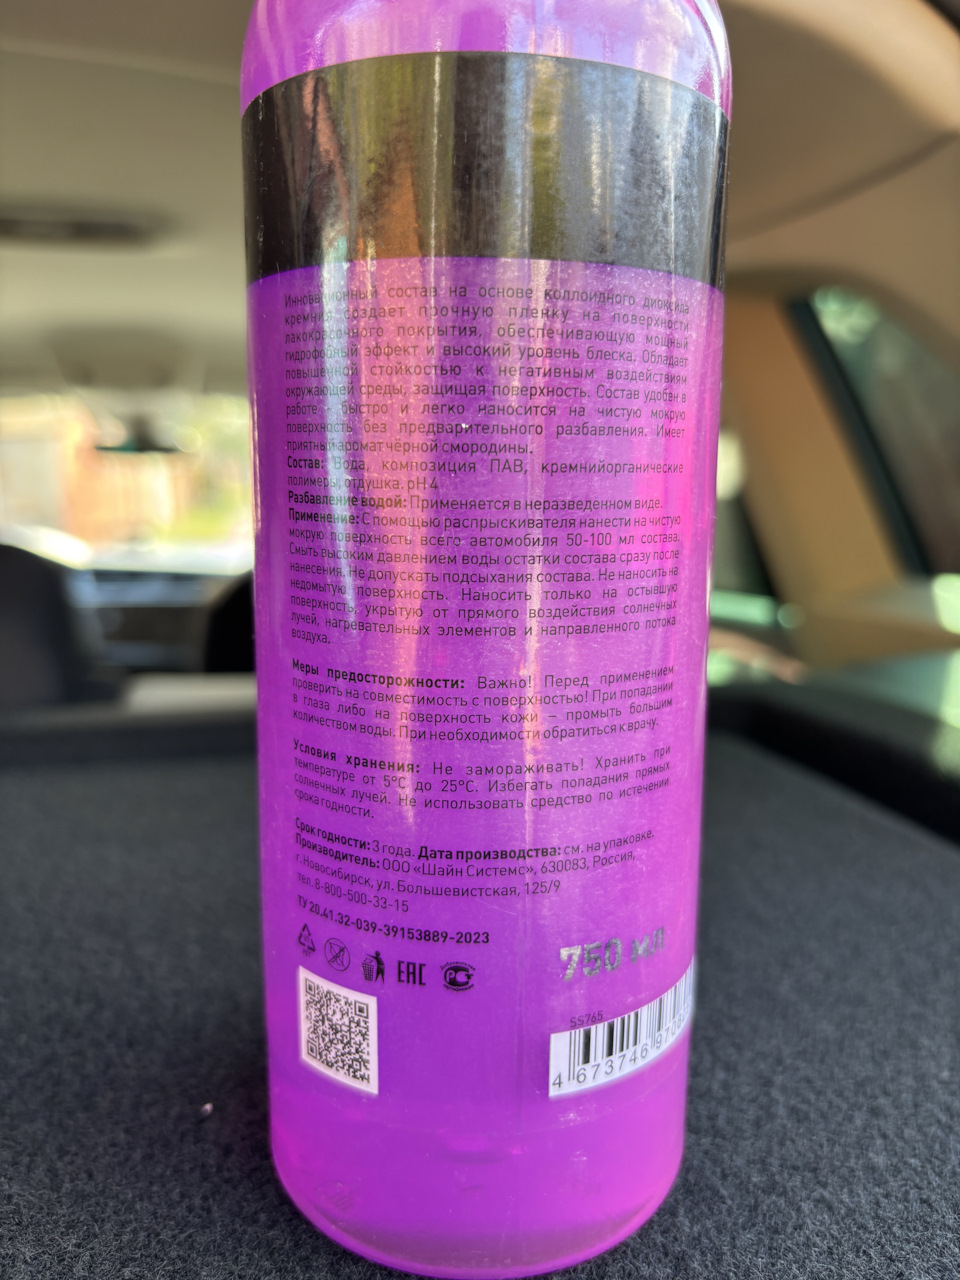 Инновационный состав на основе коллоидного диоксида
кремния создает прочную пленку на поверхности
лакокрасочного покрытия, обеспечивающую мощный
гидрофобный эффект и высокий уровень блеска. Обладает
повышенной стойкостью к негативным воздействиям
окружающей среды, защищая поверхность. Состав удобен в
работе - быстро и легко наносится на чистую мокрую
поверхность без предварительного разбавления. Имеет
приятный аромат чёрной смородины.
Состав: Вода, композиция ПАВ, кремнийорганические
полимеры, отдушка. pH 4
Разбавление водой: Применяется в неразведенном виде.
Применение: С помощью распрыскивателя нанести на чистую
мокрую поверхность всего автомобиля 50-100 мл состава.
Смыть высоким давлением воды остатки состава сразу после
нанесения. Не допускать подсыхания состава. Не наносить на
недомытую поверхность. Наносить только на остывшую
поверхность, укрытую от прямого воздействия солнечных
лучей, нагревательных элементов и направленного потока
воздуха.
Меры предосторожности: Важно! Перед применением
проверить на совместимость с поверхностью! При попадании
в глаза либо на поверхность кожи – промыть большим
количеством воды. При необходимости обратиться к врачу.
Условия хранения: Не замораживать! Хранить при
температуре от 5°C до 25°C. Избегать попадания прямых
солнечных лучей. Не использовать средство по истечении
срока годности.
Срок годности: 3 года. Дата производства: см. на упаковке.
Производитель: ООО «Шайн Системс», 630083, Россия,
г. Новосибирск, ул. Большевистская, 125/9
тел. 8-800-500-33-15
ТУ 20.41.32-039-39153889-2023
EAC
РСТ
750 мл
SS765
4 673746